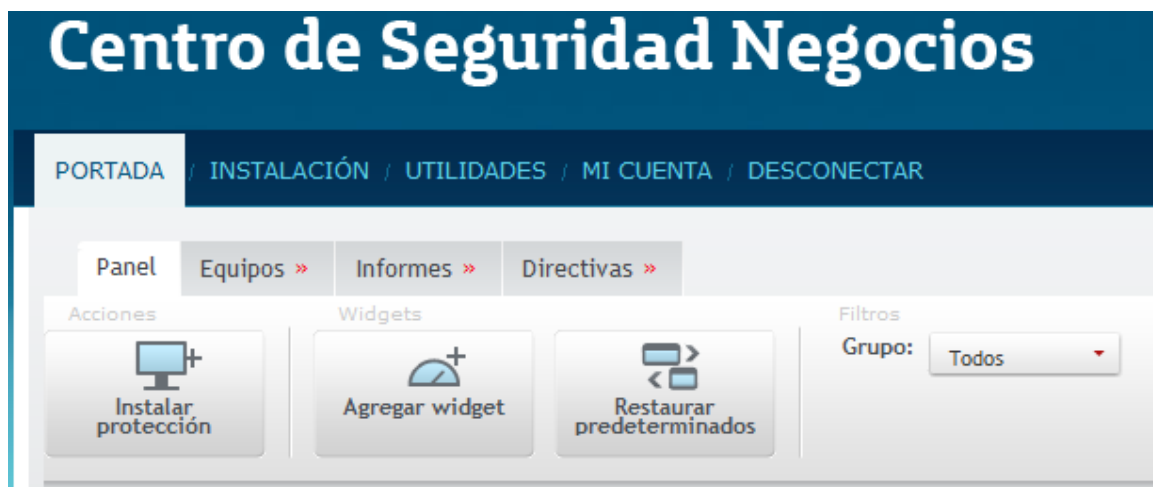 Centro de Seguridad Negocios
PORTADA / INSTALACIÓN / UTILIDADES / MI CUENTA / DESCONECTAR
Panel Equipos » Informes » Directivas »
Acciones Widgets Filtros
Grupo: Todos
Instalar protección
Agregar widget
Restaurar predeterminados